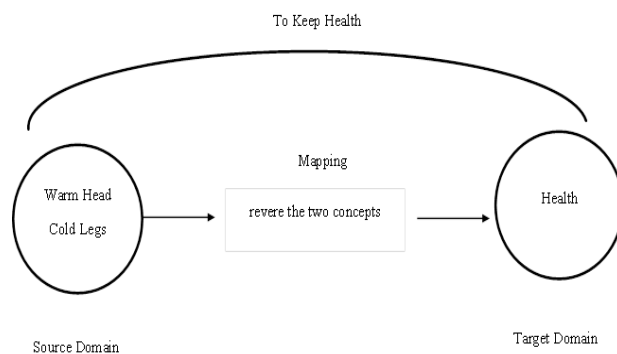 To Keep Health
Mapping
Warm Head
Cold Legs
revere the two concepts
Health
Source Domain
Target Domain